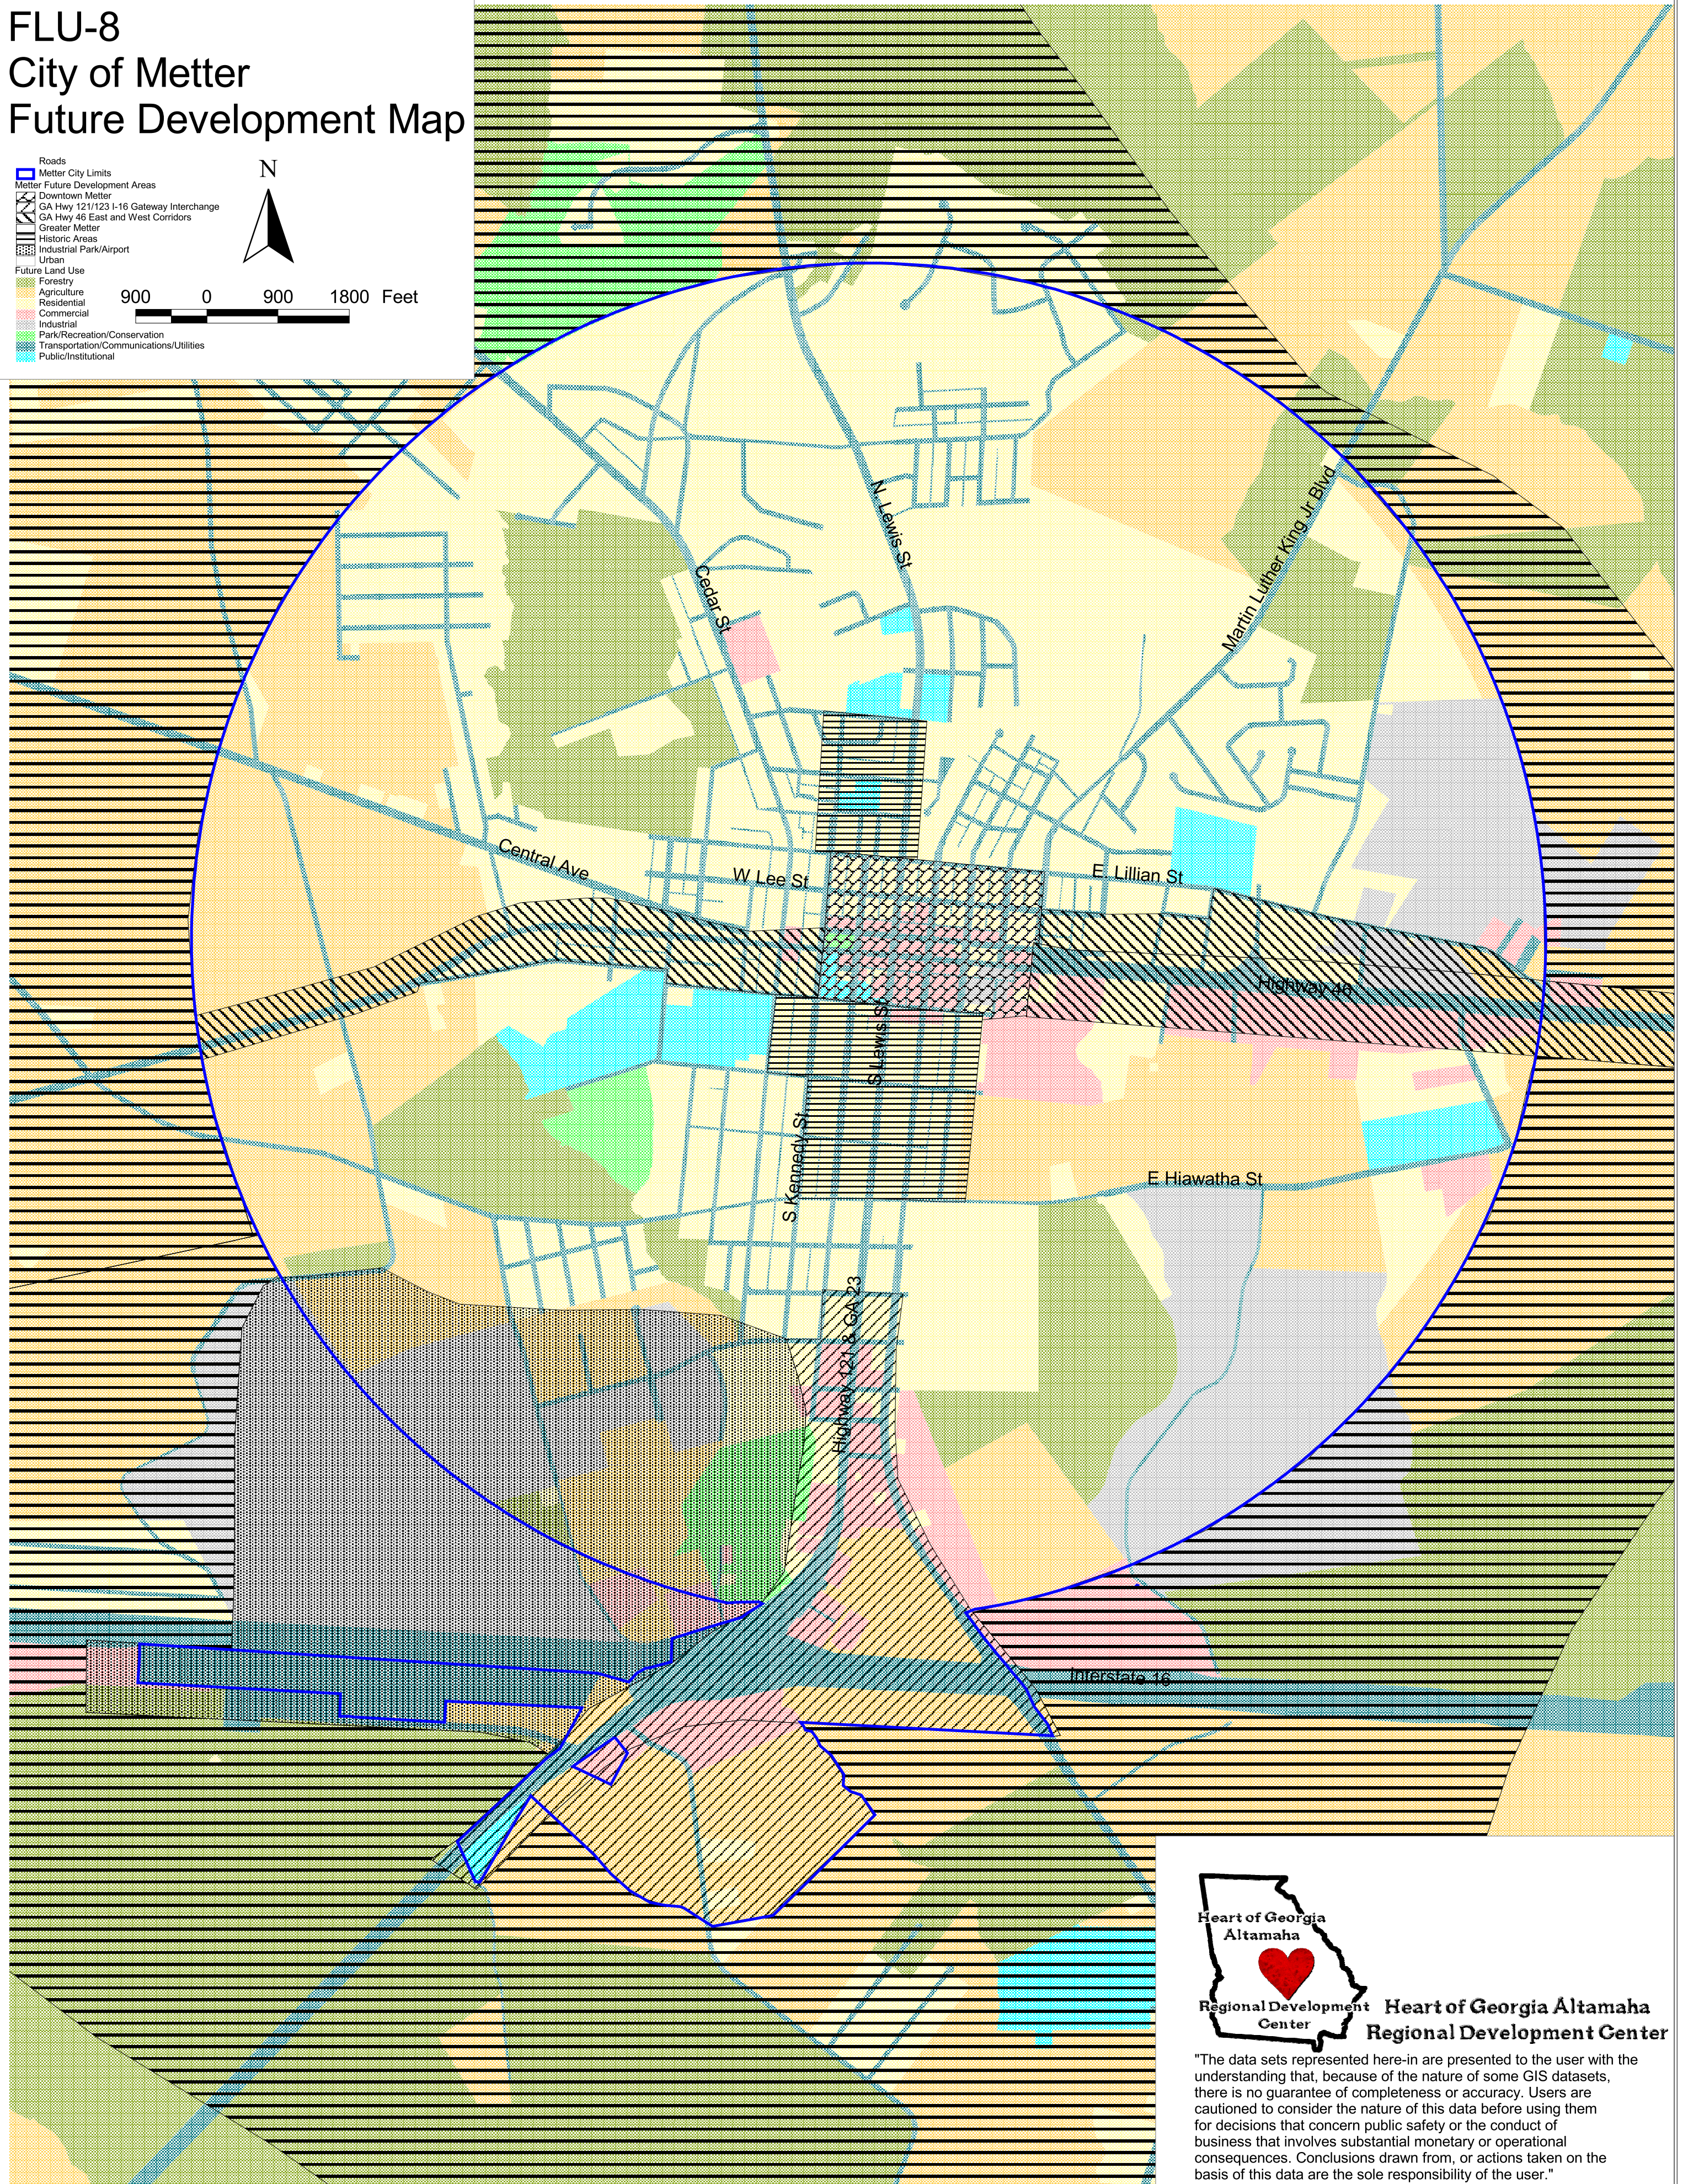 FLU-8
City of Metter
Future Development Map
Roads
Metter City Limits
Metter Future Development Areas
Downtown Metter
GA Hwy 121/123 I-16 Gateway Interchange
GA Hwy 46 East and West Corridors
Greater Metter
Historic Areas
Industrial Park/Airport
Urban
Future Land Use
Forestry
Agriculture
Residential
Commercial
Industrial
Park/Recreation/Conservation
Transportation/Communications/Utilities
Public/Institutional
N
900 0 900 1800 Feet
N. Lewis St
Martin Luther King Jr Blvd
Cedar St
Central Ave
W Lee St
E. Lillian St
Highway 46
S Lewis St
S Kennedy St
E Hiawatha St
Highway 121 & GA 23
Interstate 16
Heart of Georgia
Altamaha
Regional Development
Center
Heart of Georgia Altamaha
Regional Development Center
"The data sets represented here-in are presented to the user with the
understanding that, because of the nature of some GIS datasets,
there is no guarantee of completeness or accuracy. Users are
cautioned to consider the nature of this data before using them
for decisions that concern public safety or the conduct of
business that involves substantial monetary or operational
consequences. Conclusions drawn from, or actions taken on the
basis of this data are the sole responsibility of the user."